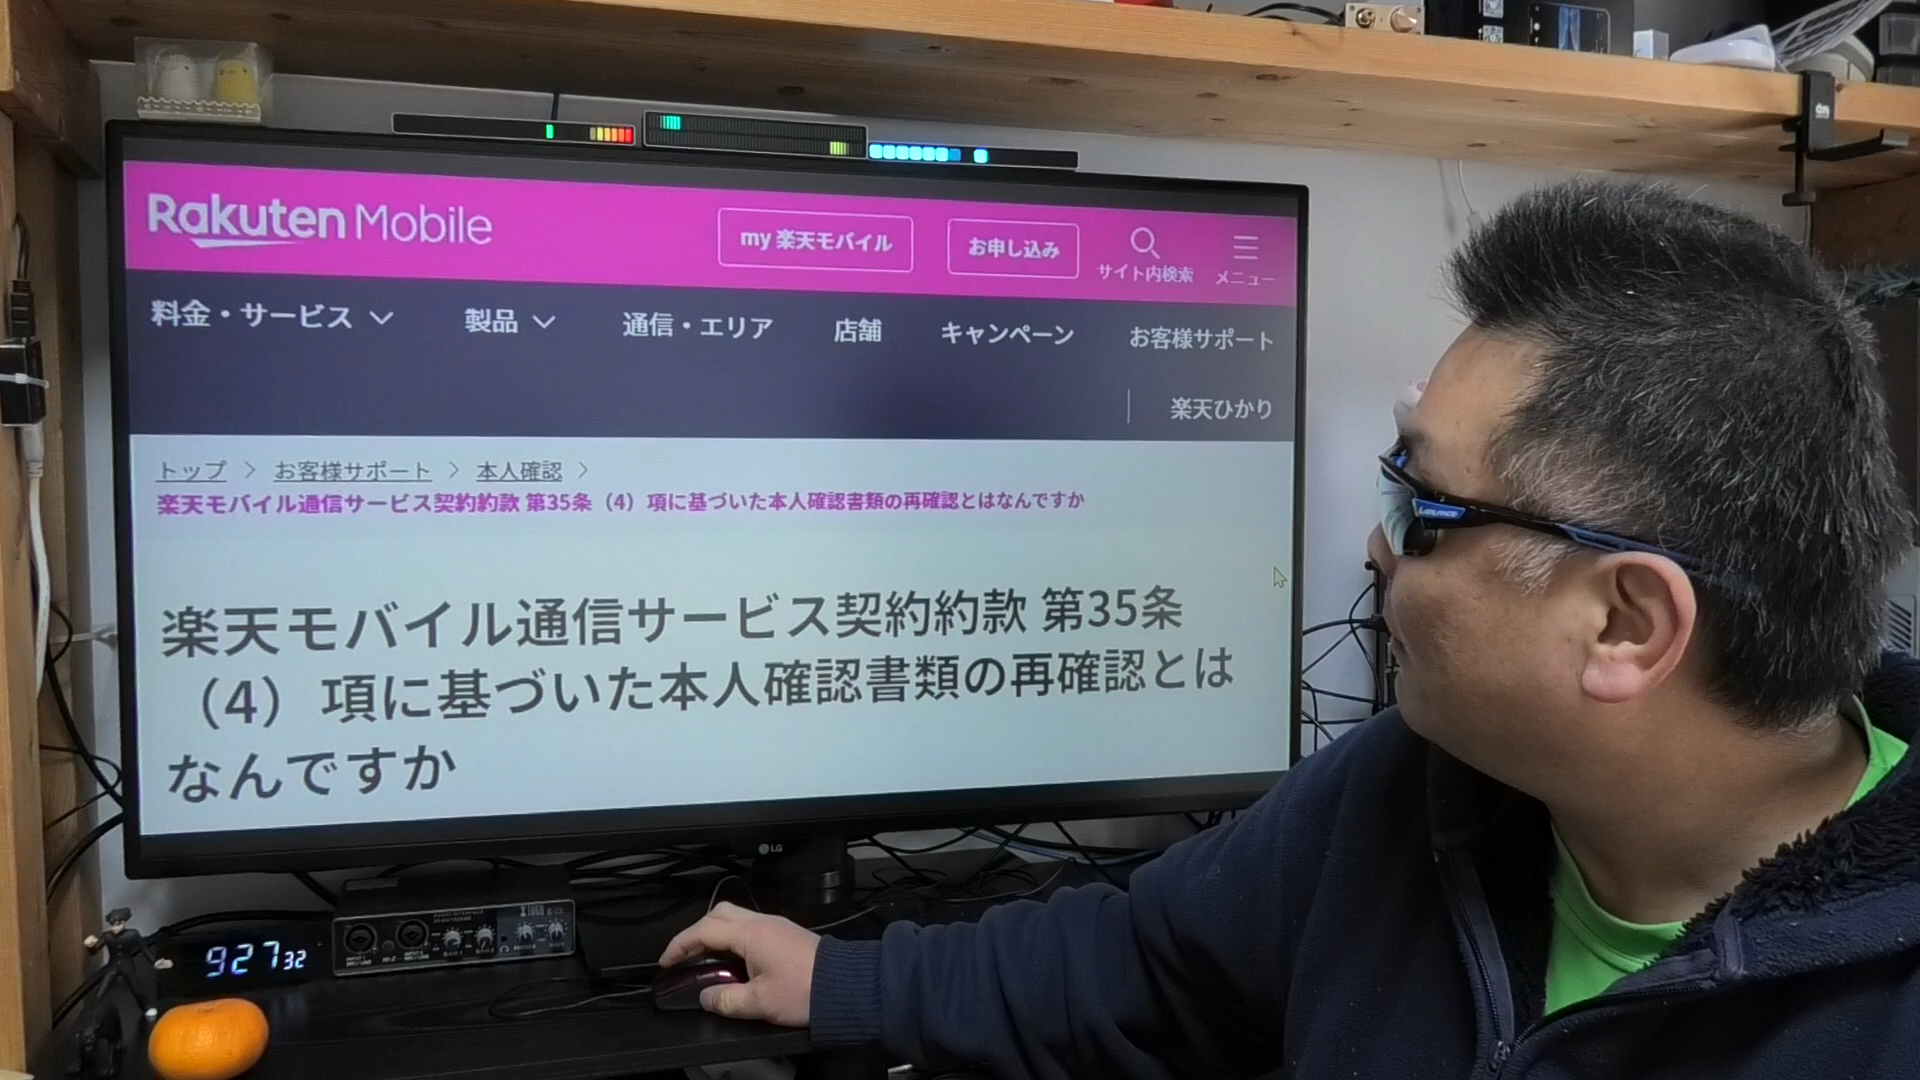 Rakuten Mobile
my 楽天モバイル
お申し込み
サイト内検索
メニュー
料金・サービス
製品
通信・エリア
店舗
キャンペーン
お客様サポート
楽天ひかり
トップ > お客様サポート > 本人確認 >
楽天モバイル通信サービス契約約款 第35条（4）項に基づいた本人確認書類の再確認とはなんですか
楽天モバイル通信サービス契約約款 第35条
（4）項に基づいた本人確認書類の再確認とは
なんですか
LG
9:27 32